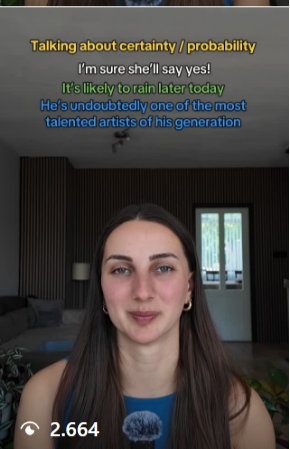 Talking about certainty / probability
I'm sure she'll say yes!
It's likely to rain later today
He's undoubtedly one of the most
talented artists of his generation
2.664